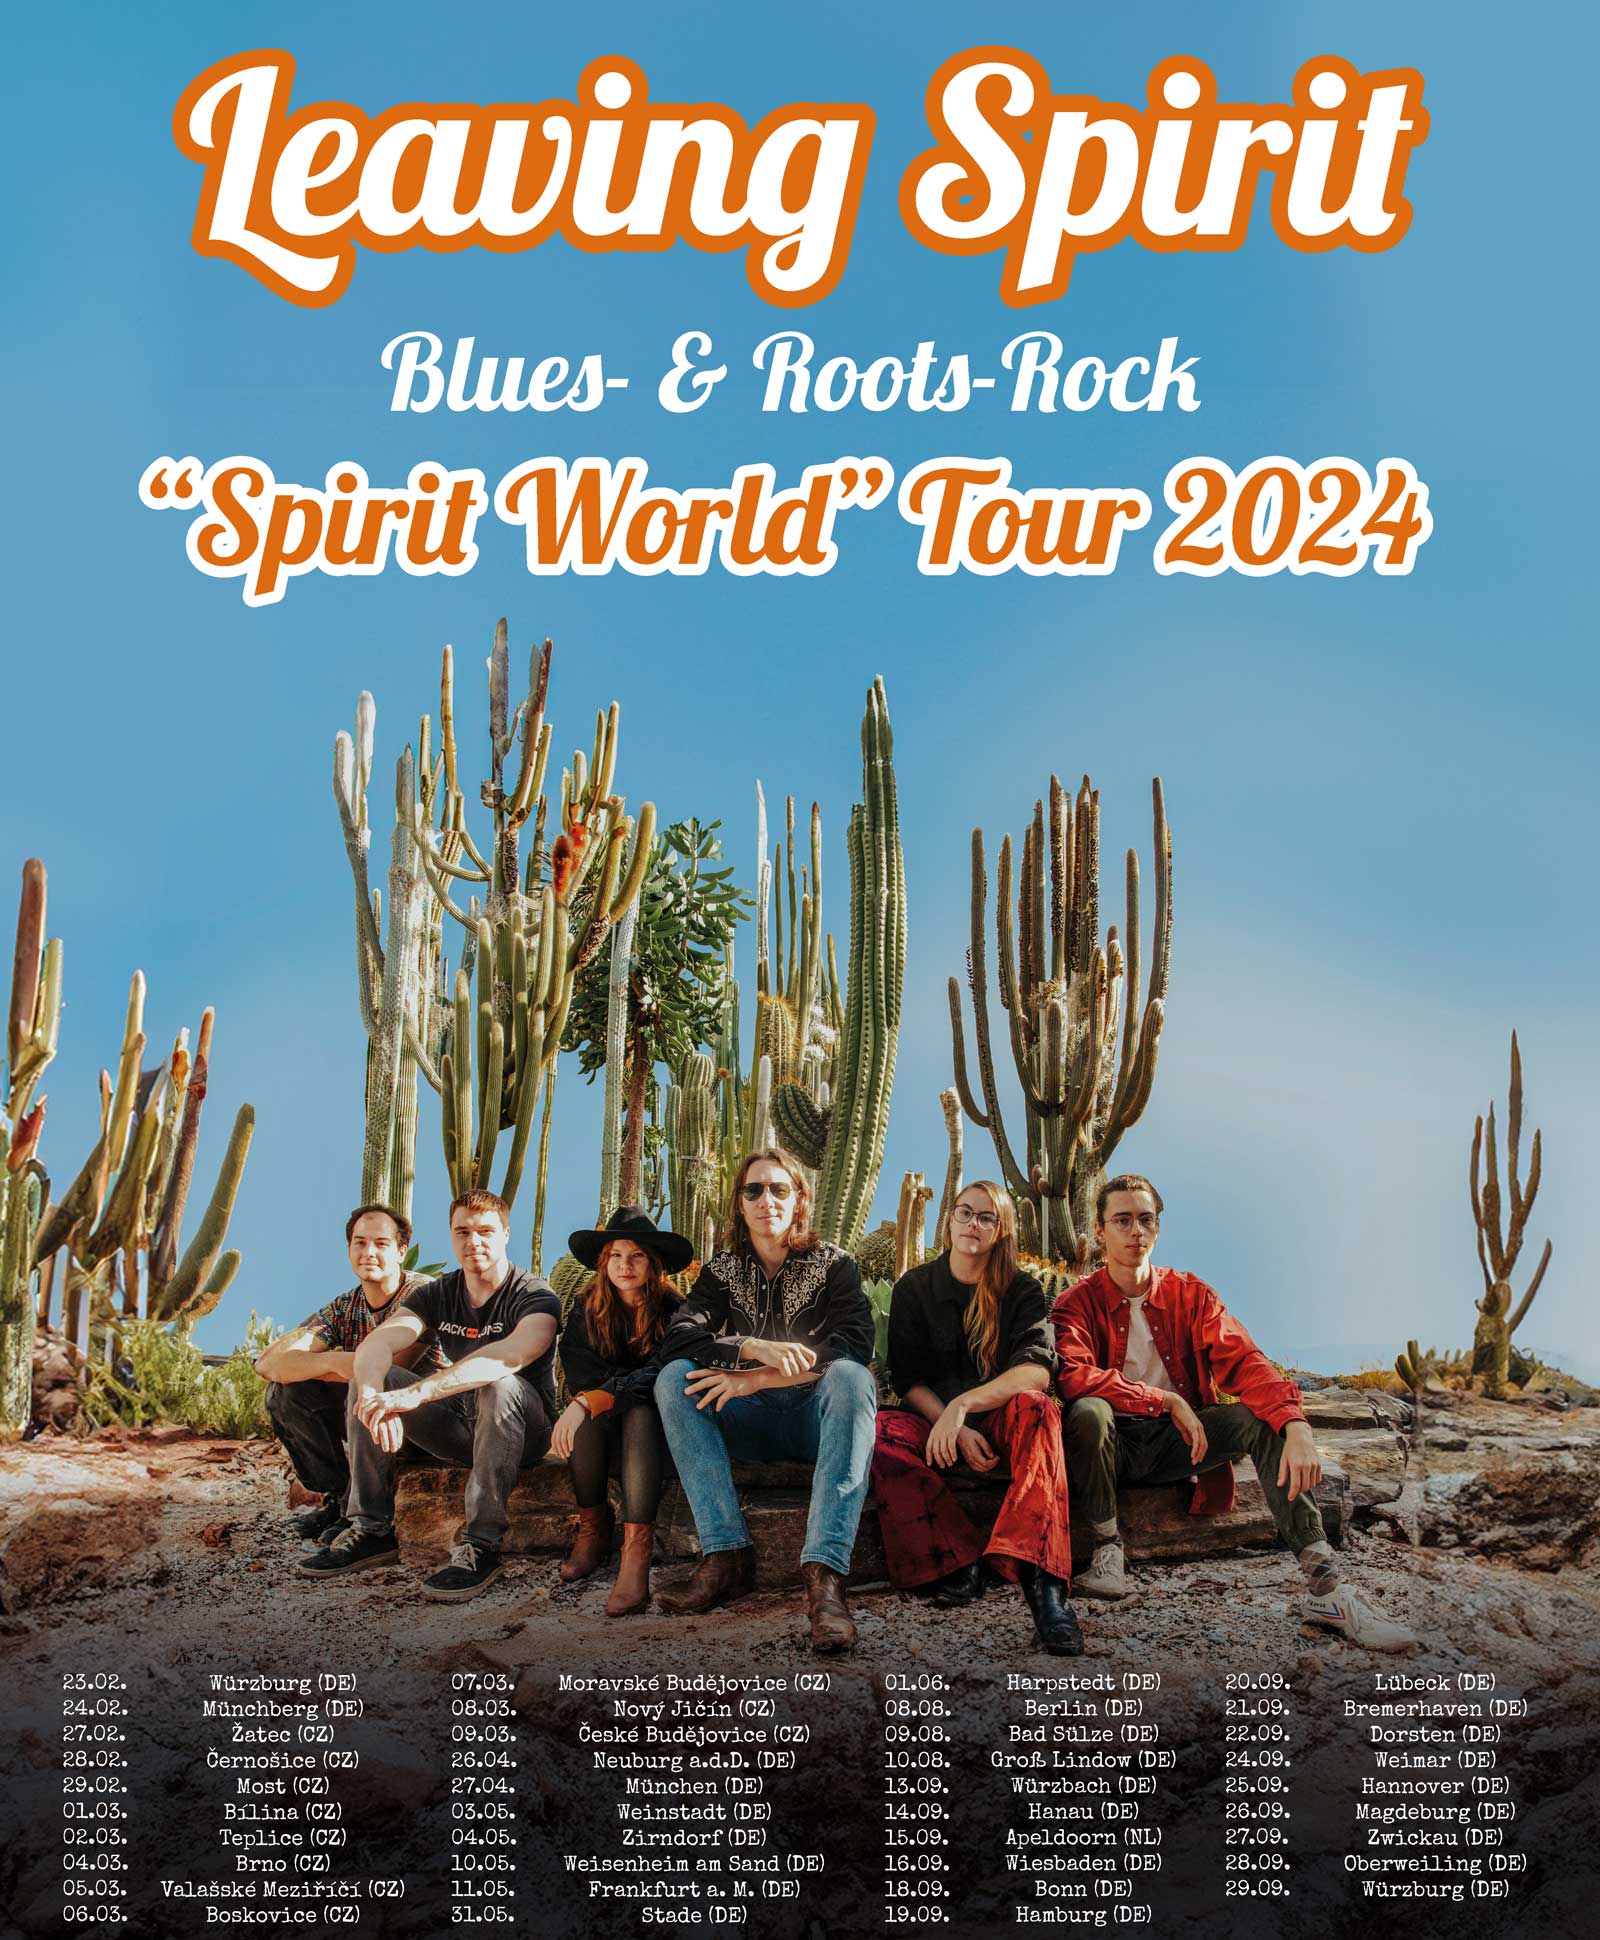 Leaving Spirit
Blues- & Roots-Rock
“Spirit World” Tour 2024
JACK JONES
23.02. Würzburg (DE)
24.02. Münchberg (DE)
27.02. Žatec (CZ)
28.02. Černošice (CZ)
29.02. Most (CZ)
01.03. Bílina (CZ)
02.03. Teplice (CZ)
04.03. Brno (CZ)
05.03. Valašské Meziříčí (CZ)
06.03. Boskovice (CZ)
07.03. Moravské Budějovice (CZ)
08.03. Nový Jičín (CZ)
09.03. České Budějovice (CZ)
26.04. Neuburg a.d.D. (DE)
27.04. München (DE)
03.05. Weinstadt (DE)
04.05. Zirndorf (DE)
10.05. Weisenheim am Sand (DE)
11.05. Frankfurt a. M. (DE)
31.05. Stade (DE)
01.06. Harpstedt (DE)
08.08. Berlin (DE)
09.08. Bad Sülze (DE)
10.08. Groß Lindow (DE)
13.09. Würzbach (DE)
14.09. Hanau (DE)
15.09. Apeldoorn (NL)
16.09. Wiesbaden (DE)
18.09. Bonn (DE)
19.09. Hamburg (DE)
20.09. Lübeck (DE)
21.09. Bremerhaven (DE)
22.09. Dorsten (DE)
24.09. Weimar (DE)
25.09. Hannover (DE)
26.09. Magdeburg (DE)
27.09. Zwickau (DE)
28.09. Oberweiling (DE)
29.09. Würzburg (DE)